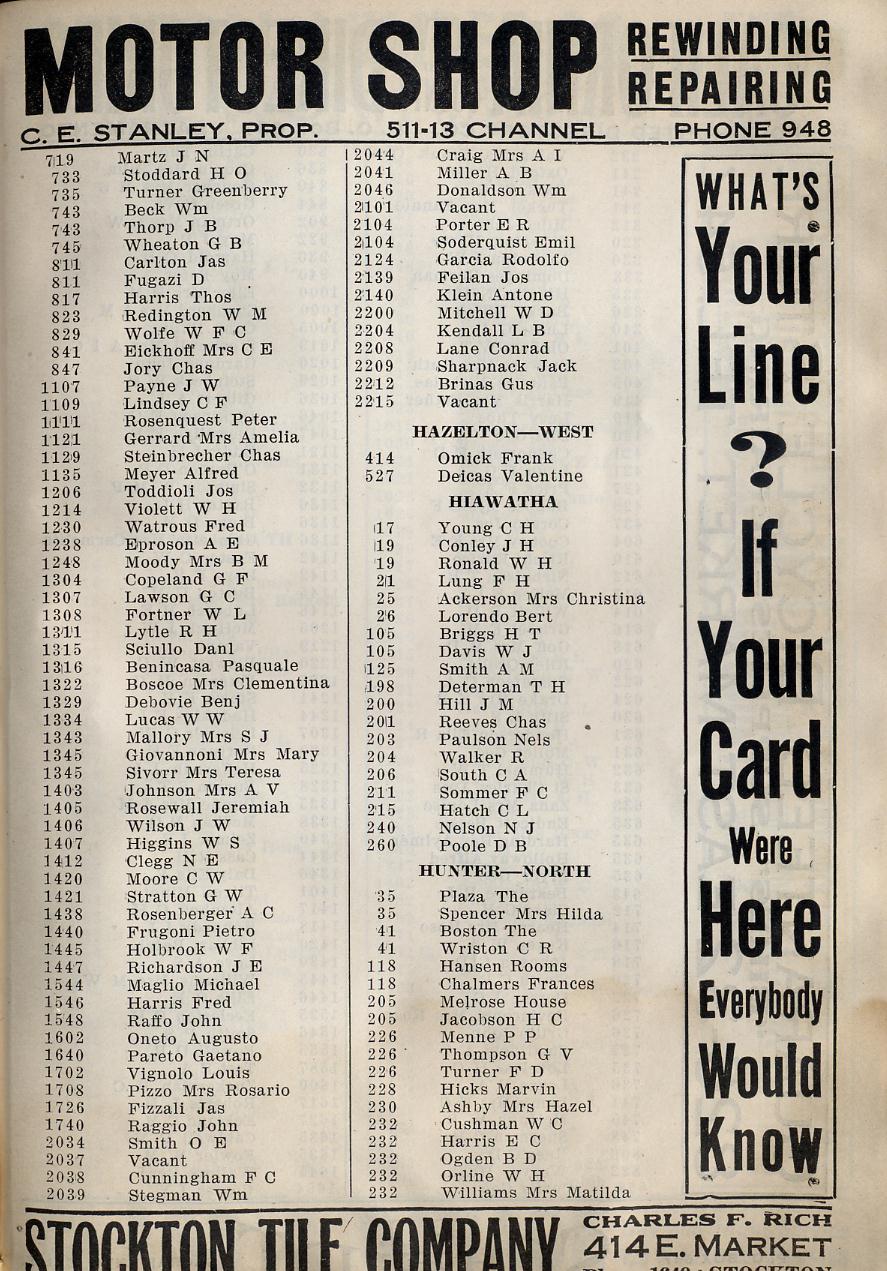 MOTOR SHOP
REWINDING
REPAIRING
C. E. STANLEY, PROP. 511-13 CHANNEL PHONE 948
719 Martz J N
733 Stoddard H O
735 Turner Greenberry
743 Beck Wm
743 Thorp J B
745 Wheaton G B
811 Carlton Jas
811 Fugazi D
817 Harris Thos
823 Redington W M
829 Wolfe W F C
841 Eickhoff Mrs C E
847 Jory Chas
1107 Payne J W
1109 Lindsey C F
1111 Rosenquest Peter
1121 Gerrard Mrs Amelia
1129 Steinbrecher Chas
1135 Meyer Alfred
1206 Toddioli Jos
1214 Violett W H
1230 Watrous Fred
1238 Eproson A E
1248 Moody Mrs B M
1304 Copeland G F
1307 Lawson G C
1308 Fortner W L
1311 Lytle R H
1315 Sciullo Danl
1316 Benincasa Pasquale
1322 Boscoe Mrs Clementina
1329 Debovie Benj
1334 Lucas W W
1343 Mallory Mrs S J
1345 Giovannoni Mrs Mary
1345 Sivorr Mrs Teresa
1403 Johnson Mrs A V
1405 Rosewall Jeremiah
1406 Wilson J W
1407 Higgins W S
1412 Clegg N E
1420 Moore C W
1421 Stratton G W
1438 Rosenberger A C
1440 Frugoni Pietro
1445 Holbrook W F
1447 Richardson J E
1544 Maglio Michael
1546 Harris Fred
1548 Raffo John
1602 Oneto Augusto
1640 Pareto Gaetano
1702 Vignolo Louis
1708 Pizzo Mrs Rosario
1726 Fizzali Jas
1740 Raggio John
2034 Smith O E
2037 Vacant
2038 Cunningham F C
2039 Stegman Wm
2044 Craig Mrs A I
2041 Miller A B
2046 Donaldson Wm
2101 Vacant
2104 Porter E R
2104 Soderquist Emil
2124 Garcia Rodolfo
2139 Feilan Jos
2140 Klein Antone
2200 Mitchell W D
2204 Kendall L B
2208 Lane Conrad
2209 Sharpnack Jack
2212 Brinas Gus
2215 Vacant
HAZELTON—WEST
414 Omick Frank
527 Deicas Valentine
HIAWATHA
17 Young C H
19 Conley J H
19 Ronald W H
21 Lung F H
25 Ackerson Mrs Christina
26 Lorendo Bert
105 Briggs H T
105 Davis W J
125 Smith A M
198 Determan T H
200 Hill J M
201 Reeves Chas
203 Paulson Nels
204 Walker R
206 South C A
211 Sommer F C
215 Hatch C L
240 Nelson N J
260 Poole D B
HUNTER—NORTH
35 Plaza The
35 Spencer Mrs Hilda
41 Boston The
41 Wriston C R
118 Hansen Rooms
118 Chalmers Frances
205 Melrose House
205 Jacobson H C
226 Menne P P
226 Thompson G V
226 Turner F D
228 Hicks Marvin
230 Ashby Mrs Hazel
232 Cushman W C
232 Harris E C
232 Ogden B D
232 Orline W H
232 Williams Mrs Matilda
WHAT'S
Your
Line
?
If
Your
Card
Were
Here
Everybody
Would
Know
STOCKTON TILE COMPANY
CHARLES F. RICH
414 E. MARKET